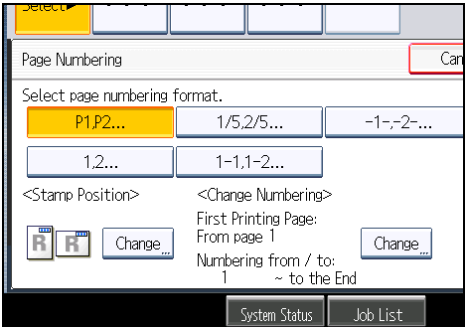 Select►
Page Numbering
Can
Select page numbering format.
P1,P2...
1/5,2/5...
-1-,-2-...
1,2...
1-1,1-2...
<Stamp Position>
<Change Numbering>
R
R
Change
First Printing Page:
From page 1
Numbering from / to:
1 ~ to the End
Change
System Status
Job List